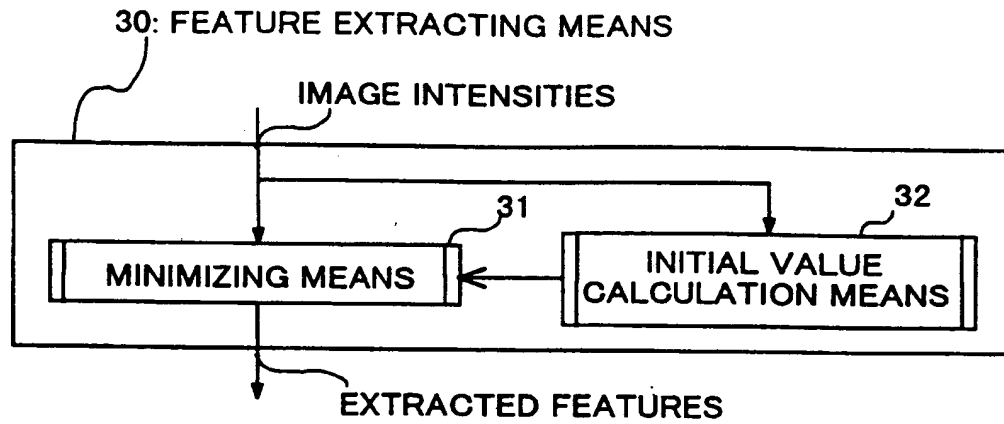 30: FEATURE EXTRACTING MEANS
IMAGE INTENSITIES
31
32
MINIMIZING MEANS
INITIAL VALUE
CALCULATION MEANS
EXTRACTED FEATURES